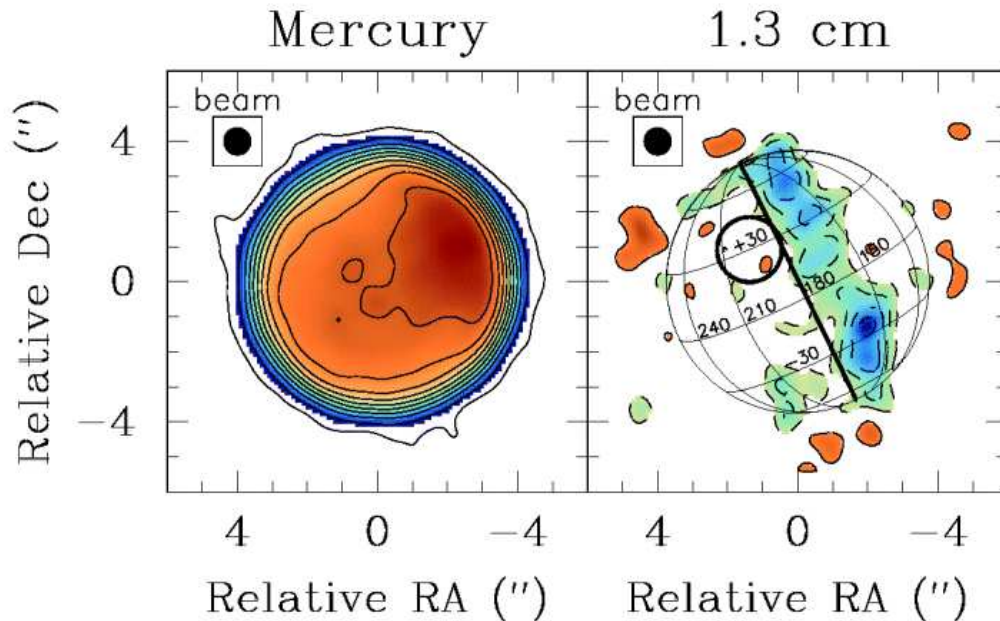 Mercury 1.3 cm
beam beam
Relative Dec (")
4
0
−4
+30
180
180
210
240
−30
4 0 −4 4 0 −4
Relative RA (") Relative RA (")